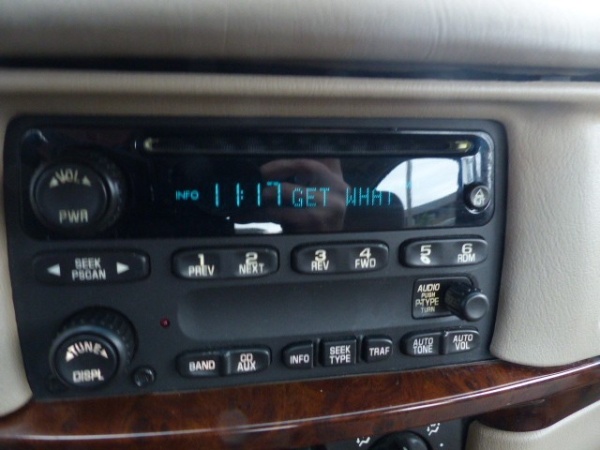 VOL
PWR
INFO 11:17 GET WHAT
SEEK
PSCAN
1 PREV
2 NEXT
3 REV
4 FWD
5
6 RDM
AUDIO
PUSH
P-TYPE
TURN
TUNE
DISPL
BAND
CD AUX
INFO
SEEK TYPE
TRAF
AUTO TONE
AUTO VOL